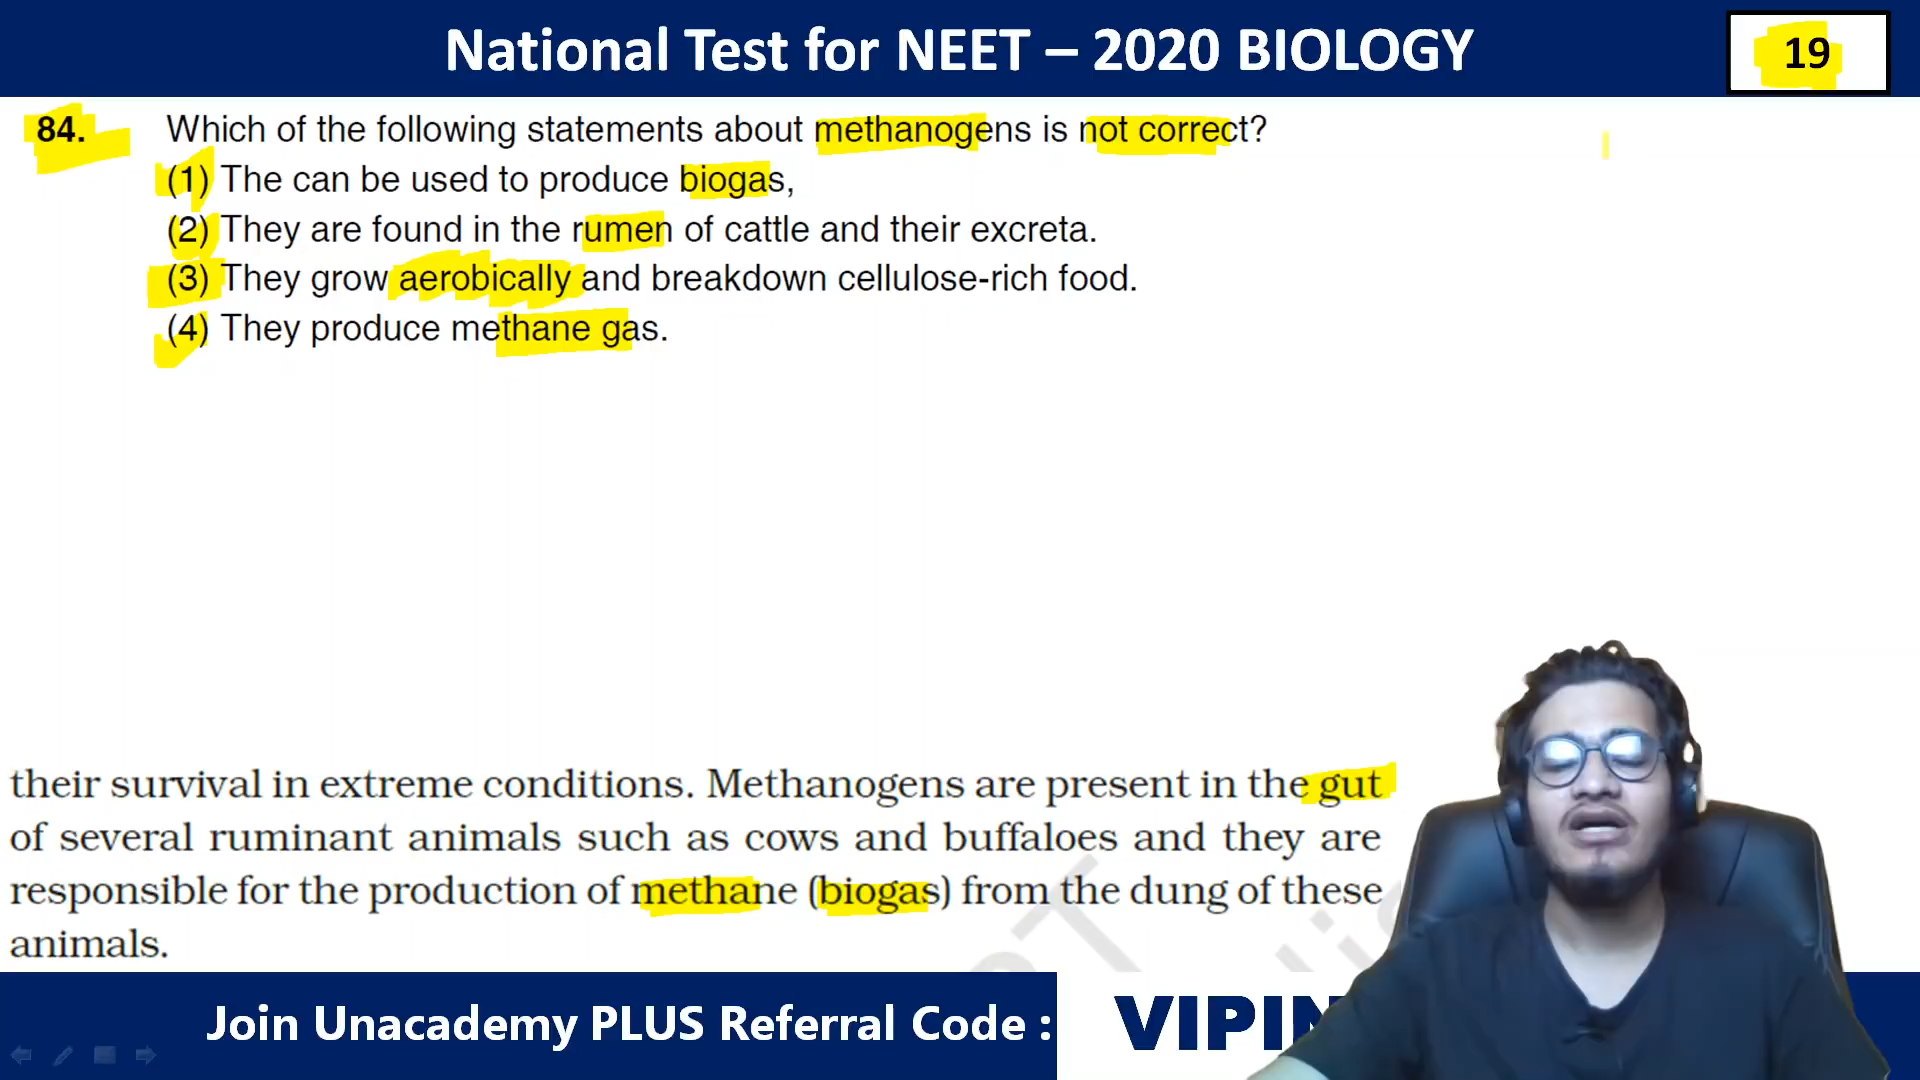 National Test for NEET – 2020 BIOLOGY
19
84. Which of the following statements about methanogens is not correct?
(1) The can be used to produce biogas,
(2) They are found in the rumen of cattle and their excreta.
(3) They grow aerobically and breakdown cellulose-rich food.
(4) They produce methane gas.
their survival in extreme conditions. Methanogens are present in the gut
of several ruminant animals such as cows and buffaloes and they are
responsible for the production of methane (biogas) from the dung of these
animals.
Join Unacademy PLUS Referral Code :
VIPIN